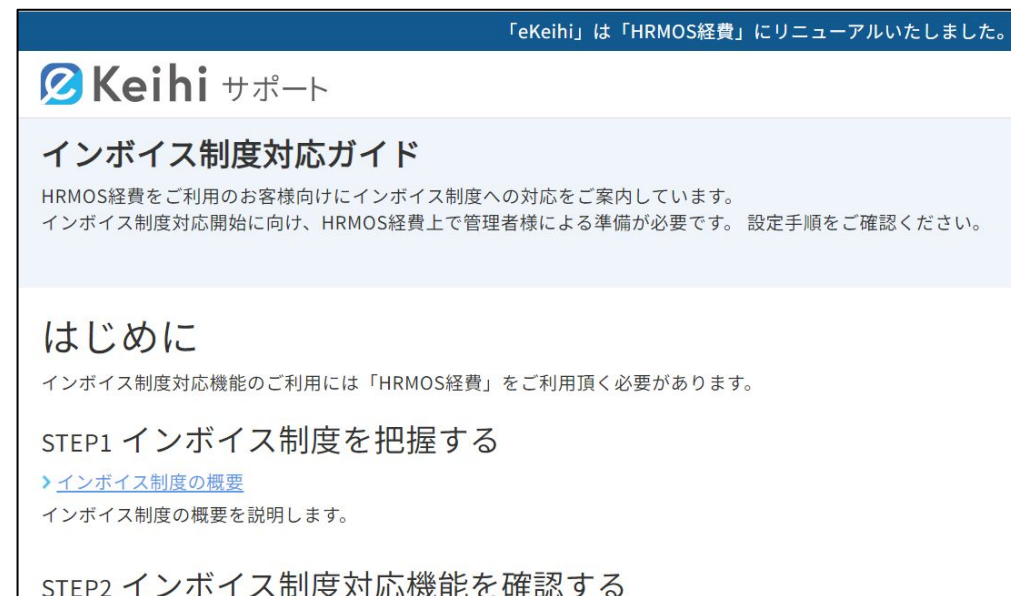 「eKeihi」は「HRMOS経費」にリニューアルいたしました。
eKeihi サポート
インボイス制度対応ガイド
HRMOS経費をご利用のお客様向けにインボイス制度への対応をご案内しています。
インボイス制度対応開始に向け、HRMOS経費上で管理者様による準備が必要です。 設定手順をご確認ください。
はじめに
インボイス制度対応機能のご利用には「HRMOS経費」をご利用頂く必要があります。
STEP1 インボイス制度を把握する
> インボイス制度の概要
インボイス制度の概要を説明します。
STEP2 インボイス制度対応機能を確認する